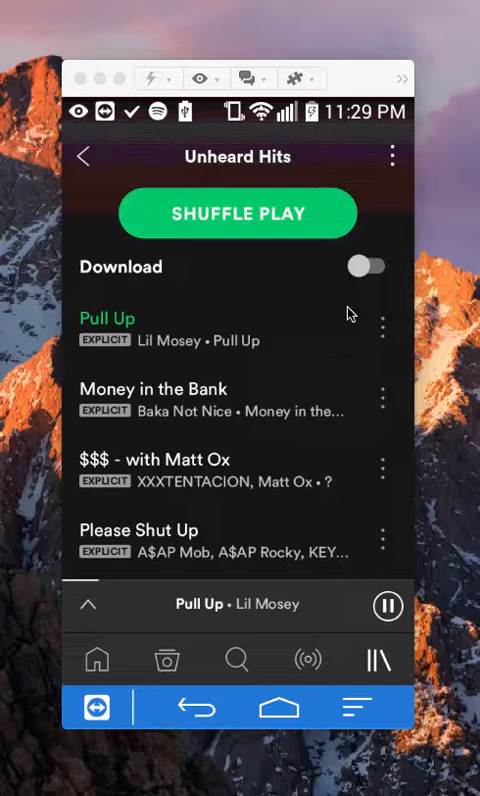 11:29 PM
Unheard Hits
SHUFFLE PLAY
Download
Pull Up
EXPLICIT Lil Mosey • Pull Up
Money in the Bank
EXPLICIT Baka Not Nice • Money in the...
$$$ - with Matt Ox
EXPLICIT XXXTENTACION, Matt Ox • ?
Please Shut Up
EXPLICIT A$AP Mob, A$AP Rocky, KEY...
Pull Up • Lil Mosey